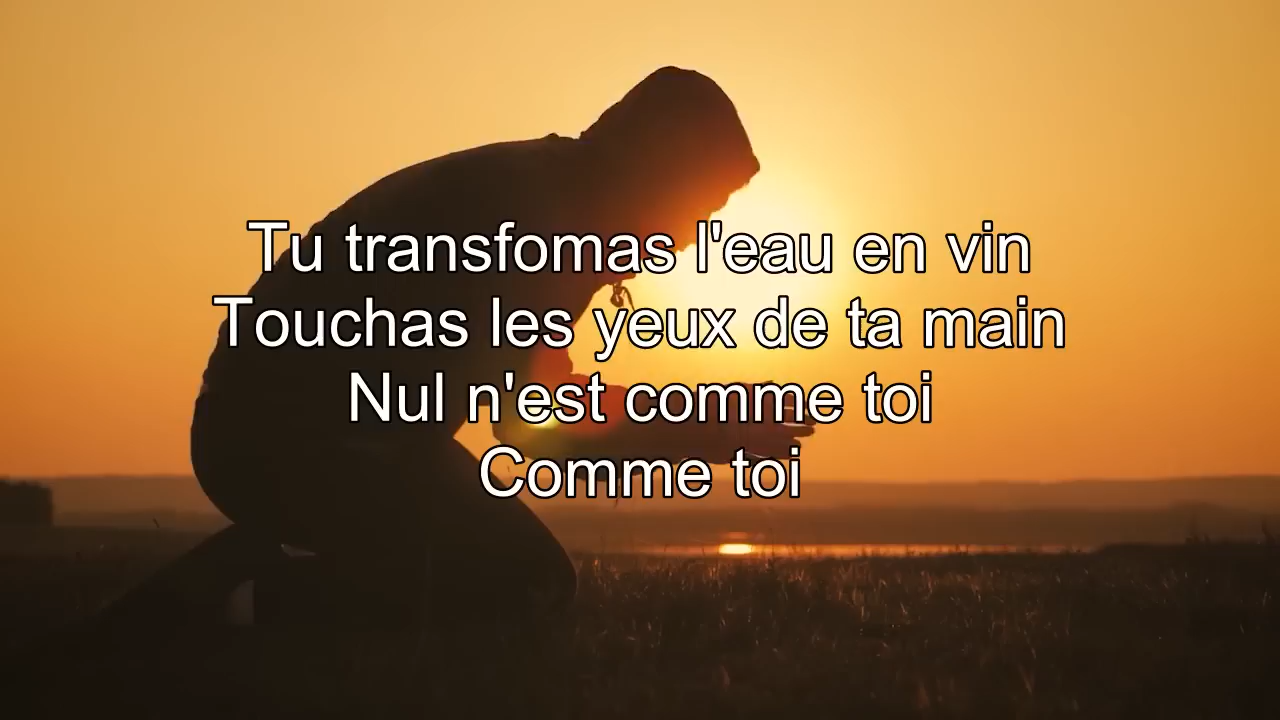 Tu transfomas l'eau en vin
Touchas les yeux de ta main
Nul n'est comme toi
Comme toi